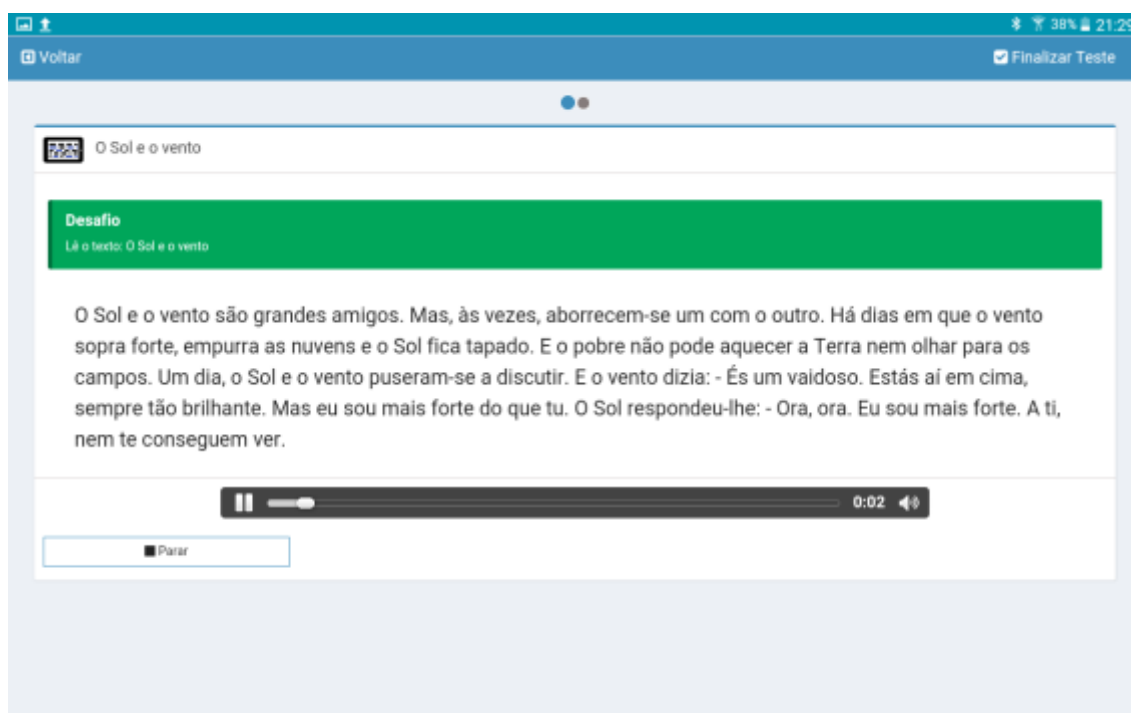 38% 21:29
Voltar
Finalizar Teste
O Sol e o vento
Desafio
Lê o texto: O Sol e o vento
O Sol e o vento são grandes amigos. Mas, às vezes, aborrecem-se um com o outro. Há dias em que o vento
sopra forte, empurra as nuvens e o Sol fica tapado. E o pobre não pode aquecer a Terra nem olhar para os
campos. Um dia, o Sol e o vento puseram-se a discutir. E o vento dizia: - És um vaidoso. Estás aí em cima,
sempre tão brilhante. Mas eu sou mais forte do que tu. O Sol respondeu-lhe: - Ora, ora. Eu sou mais forte. A ti,
nem te conseguem ver.
0:02
Parar